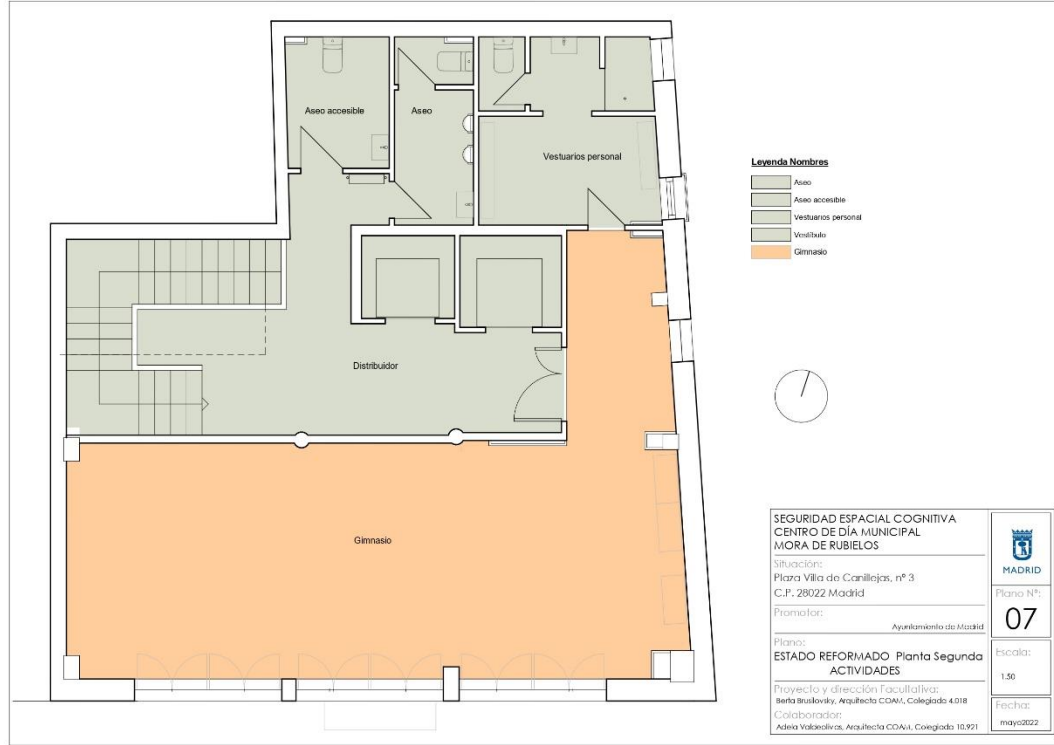 Aseo accesible
Aseo
Vestuarios personal
Distribuidor
Gimnasio
Leyenda Nombres
Aseo
Aseo accesible
Vestuarios personal
Vestíbulo
Gimnasio
SEGURIDAD ESPACIAL COGNITIVA
CENTRO DE DÍA MUNICIPAL
MORA DE RUBIELOS
Situación:
Plaza Villa de Canillejas, nº 3
C.P. 28022 Madrid
Promotor:
Ayuntamiento de Madrid
Plano:
ESTADO REFORMADO Planta Segunda
ACTIVIDADES
Proyecto y dirección Facultativa:
Berta Brusilovsky, Arquitecta COAM, Colegiada 4.018
Colaborador:
Adela Valdeolivas, Arquitecta COAM, Colegiada 10.921
MADRID
Plano Nº:
07
Escala:
1.50
Fecha:
mayo2022